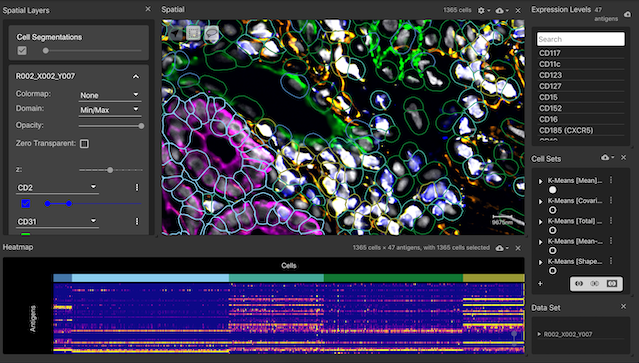 Spatial Layers
Cell Segmentations
R002_X002_Y007
Colormap: None
Domain: Min/Max
Opacity:
Zero Transparent:
z:
CD2
CD31
Spatial
1365 cells
9675nm
Heatmap
1365 cells × 47 antigens, with 1365 cells selected
Cells
Antigens
Expression Levels 47 antigens
Search
CD117
CD11c
CD123
CD127
CD15
CD152
CD16
CD185 (CXCR5)
Cell Sets
K-Means [Mean]...
K-Means [Covari...
K-Means [Total] ...
K-Means [Mean-...
K-Means [Shape...
Data Set
R002_X002_Y007